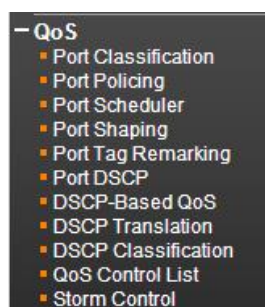 QoS
Port Classification
Port Policing
Port Scheduler
Port Shaping
Port Tag Remarking
Port DSCP
DSCP-Based QoS
DSCP Translation
DSCP Classification
QoS Control List
Storm Control